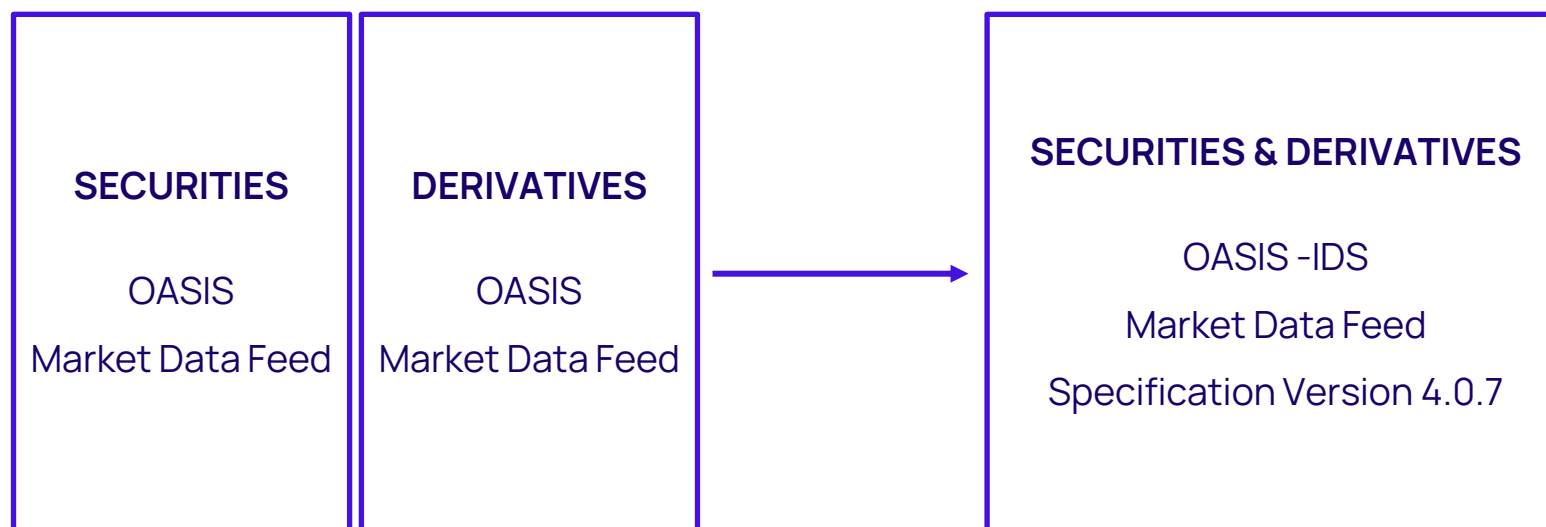 SECURITIES
OASIS
Market Data Feed
DERIVATIVES
OASIS
Market Data Feed
SECURITIES & DERIVATIVES
OASIS -IDS
Market Data Feed
Specification Version 4.0.7